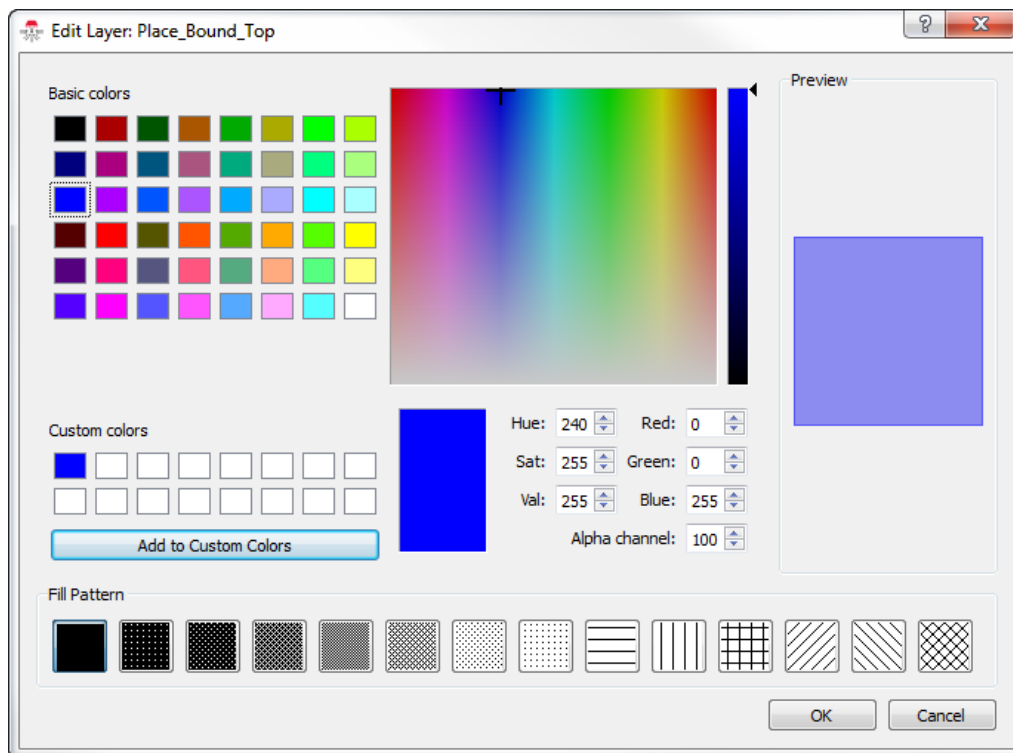 Edit Layer: Place_Bound_Top
Basic colors
Preview
Custom colors
Add to Custom Colors
Hue: 240 Red: 0
Sat: 255 Green: 0
Val: 255 Blue: 255
Alpha channel: 100
Fill Pattern
OK Cancel